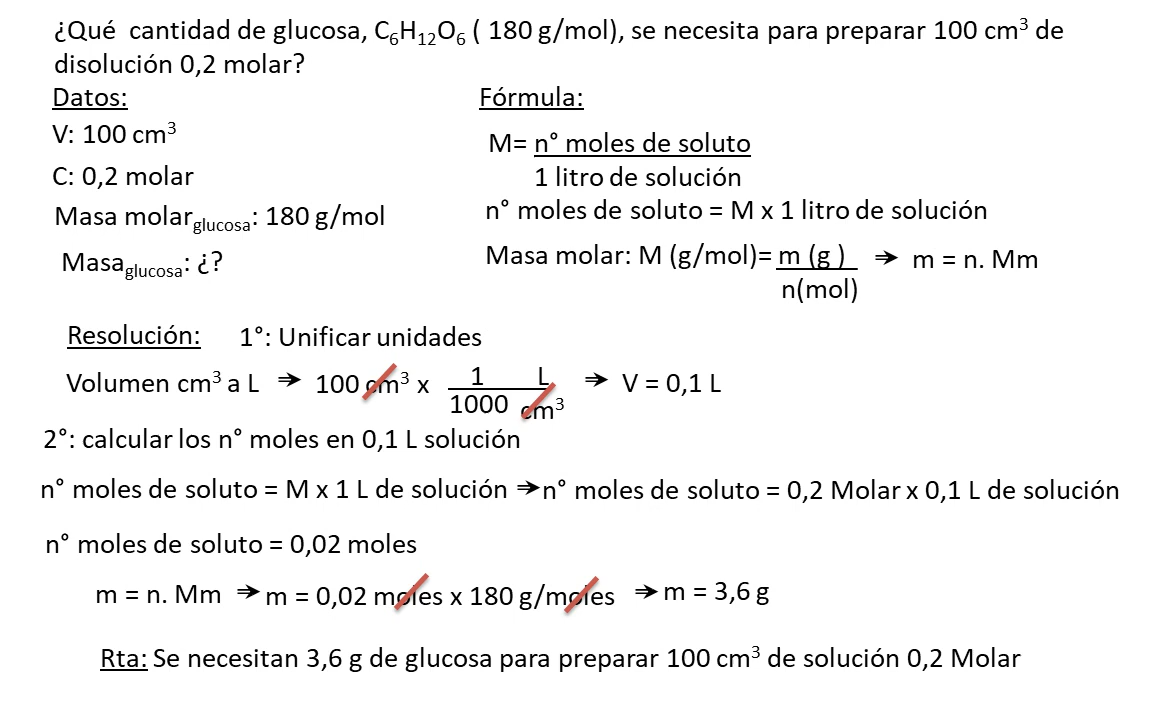 ¿Qué cantidad de glucosa, C₆H₁₂O₆ ( 180 g/mol), se necesita para preparar 100 cm³ de
disolución 0,2 molar?
Datos:
V: 100 cm³
C: 0,2 molar
Masa molar glucosa: 180 g/mol
Masa glucosa: ¿?
Fórmula:
M= n° moles de soluto
1 litro de solución
n° moles de soluto = M x 1 litro de solución
Masa molar: M (g/mol)= m (g ) ➔ m = n. Mm
n(mol)
Resolución: 1°: Unificar unidades
Volumen cm³ a L ➔ 100 cm³ x 1 L ➔ V = 0,1 L
1000 cm³
2°: calcular los n° moles en 0,1 L solución
n° moles de soluto = M x 1 L de solución ➔ n° moles de soluto = 0,2 Molar x 0,1 L de solución
n° moles de soluto = 0,02 moles
m = n. Mm ➔ m = 0,02 moles x 180 g/moles ➔ m = 3,6 g
Rta: Se necesitan 3,6 g de glucosa para preparar 100 cm³ de solución 0,2 Molar